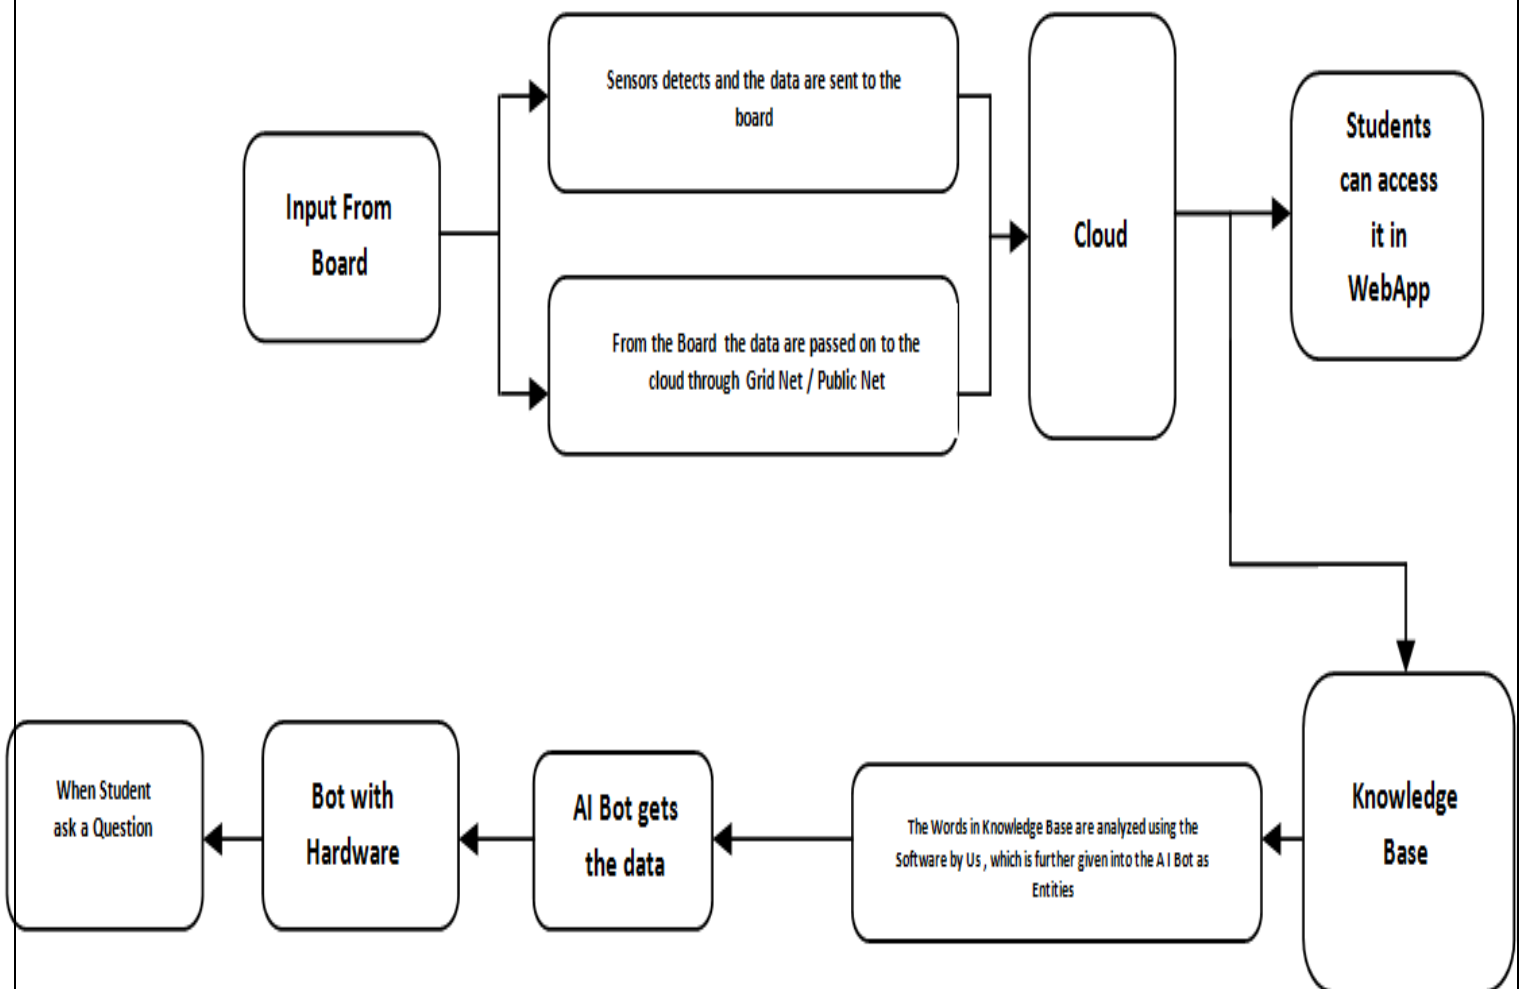 Sensors detects and the data are sent to the
board
Input From
Board
From the Board the data are passed on to the
cloud through Grid Net / Public Net
Cloud
Students
can access
it in
WebApp
Knowledge
Base
The Words in Knowledge Base are analyzed using the
Software by Us , which is further given into the A I Bot as
Entities
AI Bot gets
the data
Bot with
Hardware
When Student
ask a Question